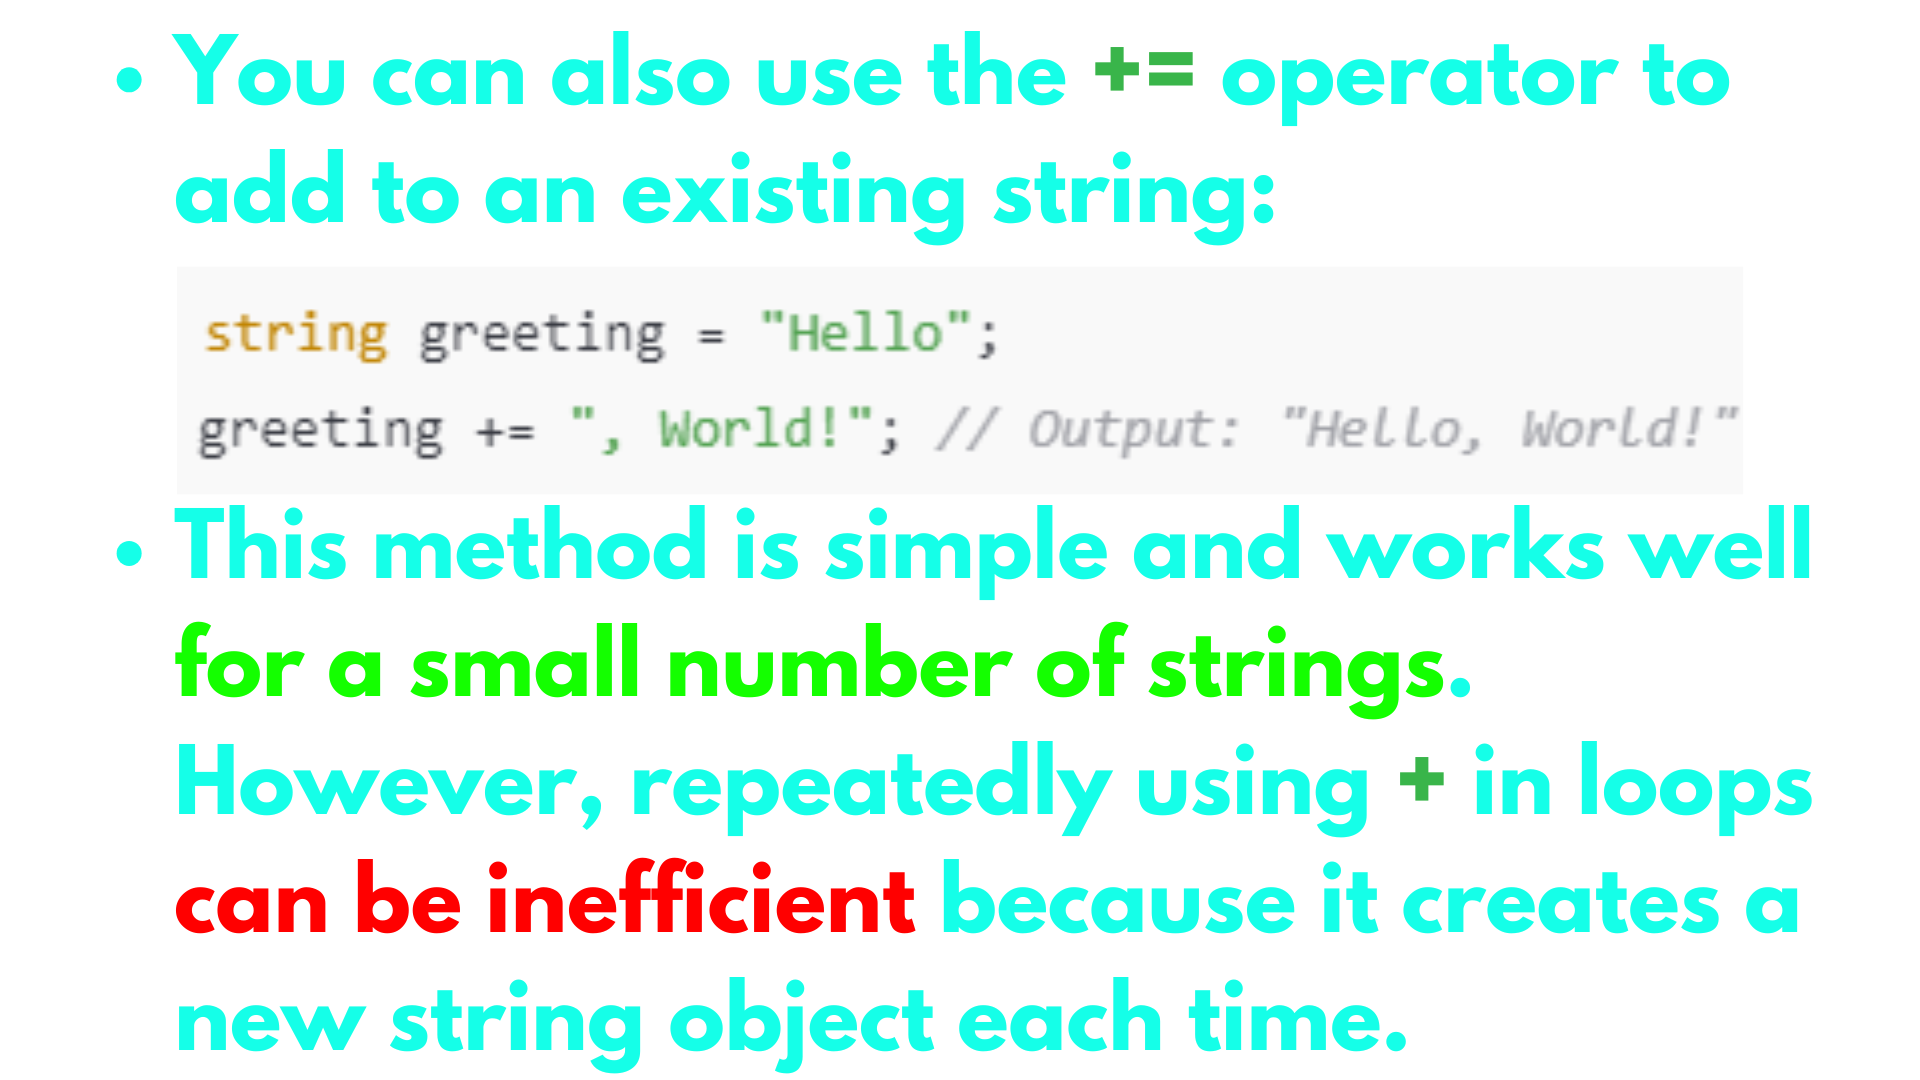 • You can also use the += operator to
add to an existing string:
string greeting = "Hello";
greeting += ", World!"; // Output: "Hello, World!"
• This method is simple and works well
for a small number of strings.
However, repeatedly using + in loops
can be inefficient because it creates a
new string object each time.